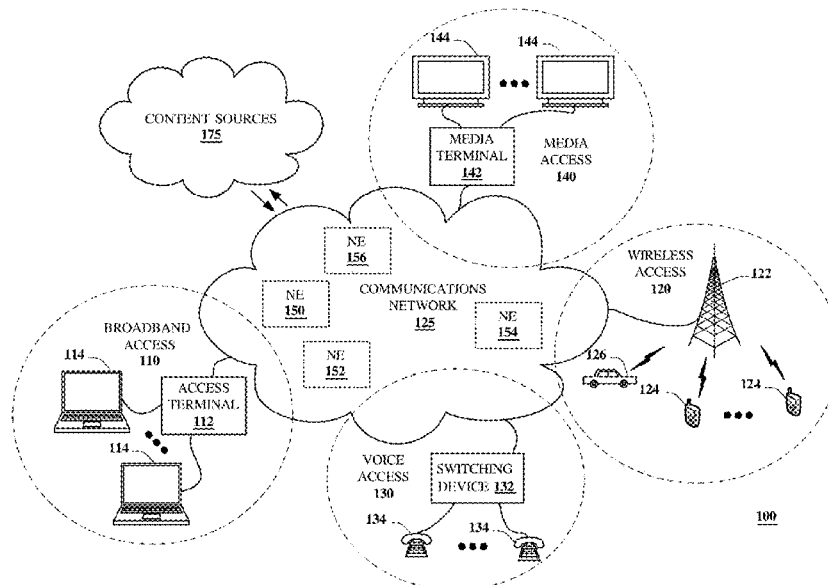 144
144
CONTENT SOURCES
175
MEDIA
TERMINAL
142
MEDIA
ACCESS
140
NE
156
WIRELESS
ACCESS
120
122
COMMUNICATIONS
NETWORK
125
NE
150
NE
154
BROADBAND
ACCESS
110
NE
152
126
114
ACCESS
TERMINAL
112
124
124
114
VOICE
ACCESS
130
SWITCHING
DEVICE 132
134
134
100